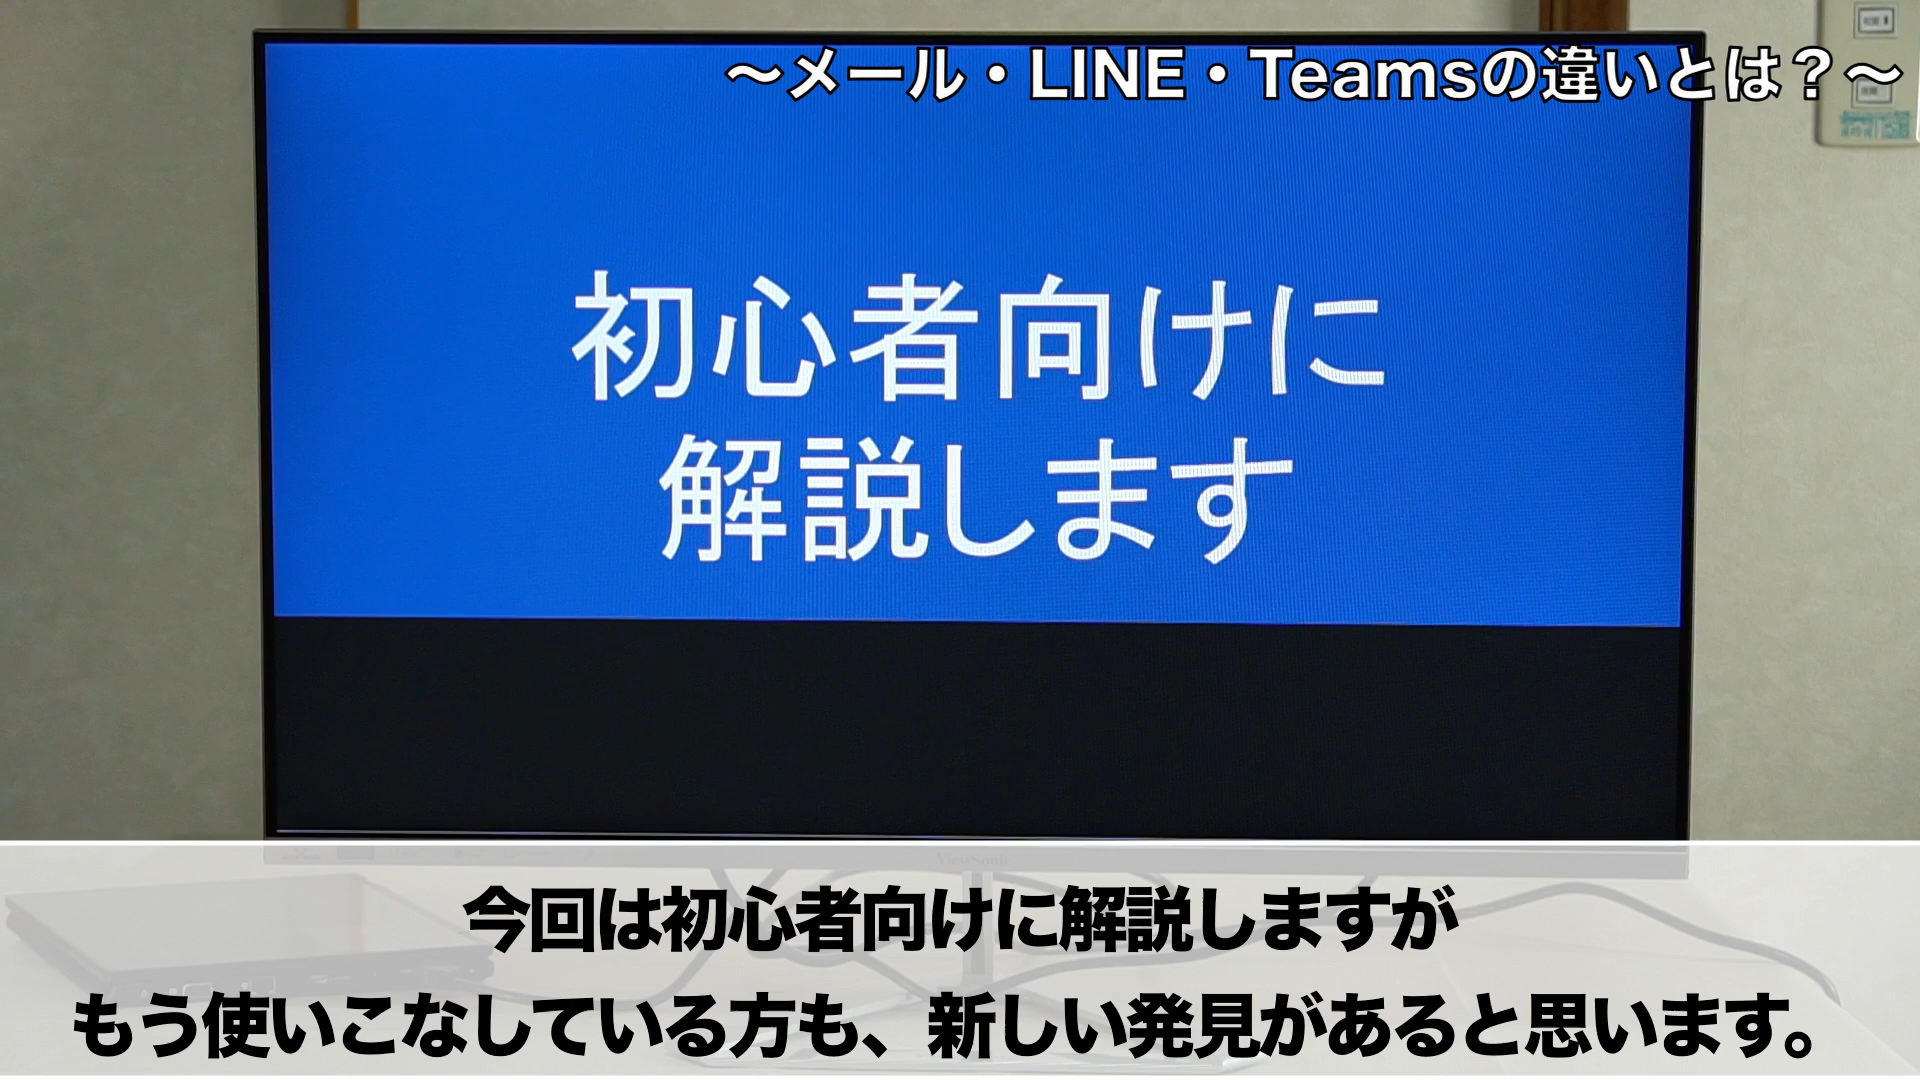 ～メール・LINE・Teamsの違いとは？～
初心者向けに
解説します
ViewSonic
今回は初心者向けに解説しますが
もう使いこなしている方も、新しい発見があると思います。